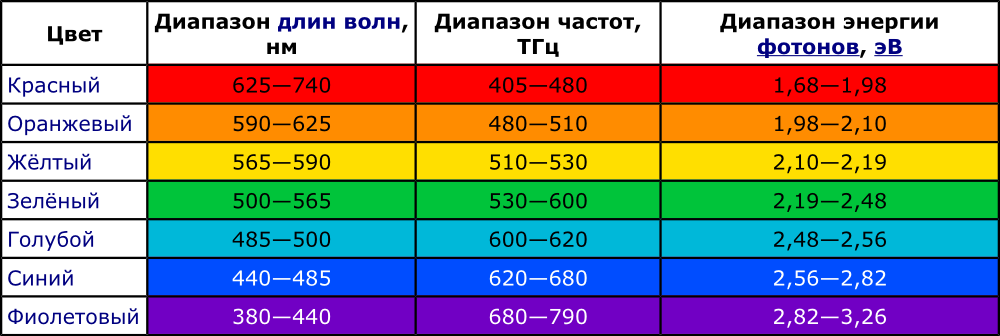 Цвет Диапазон длин волн, нм Диапазон частот, ТГц Диапазон энергии фотонов, эВ
Красный 625—740 405—480 1,68—1,98
Оранжевый 590—625 480—510 1,98—2,10
Жёлтый 565—590 510—530 2,10—2,19
Зелёный 500—565 530—600 2,19—2,48
Голубой 485—500 600—620 2,48—2,56
Синий 440—485 620—680 2,56—2,82
Фиолетовый 380—440 680—790 2,82—3,26